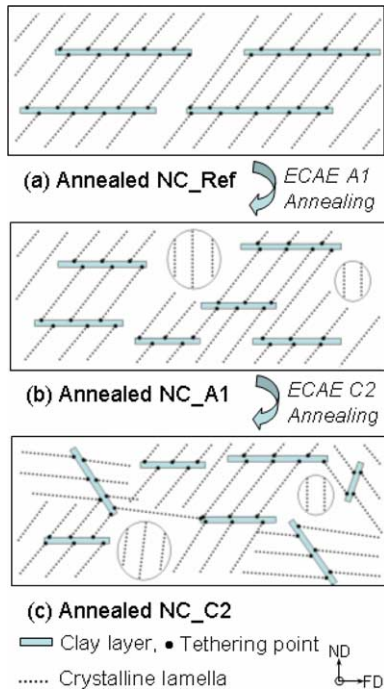 (a) Annealed NC_Ref
ECAE A1
Annealing
(b) Annealed NC_A1
ECAE C2
Annealing
(c) Annealed NC_C2
Clay layer, • Tethering point
Crystalline lamella
ND
FD